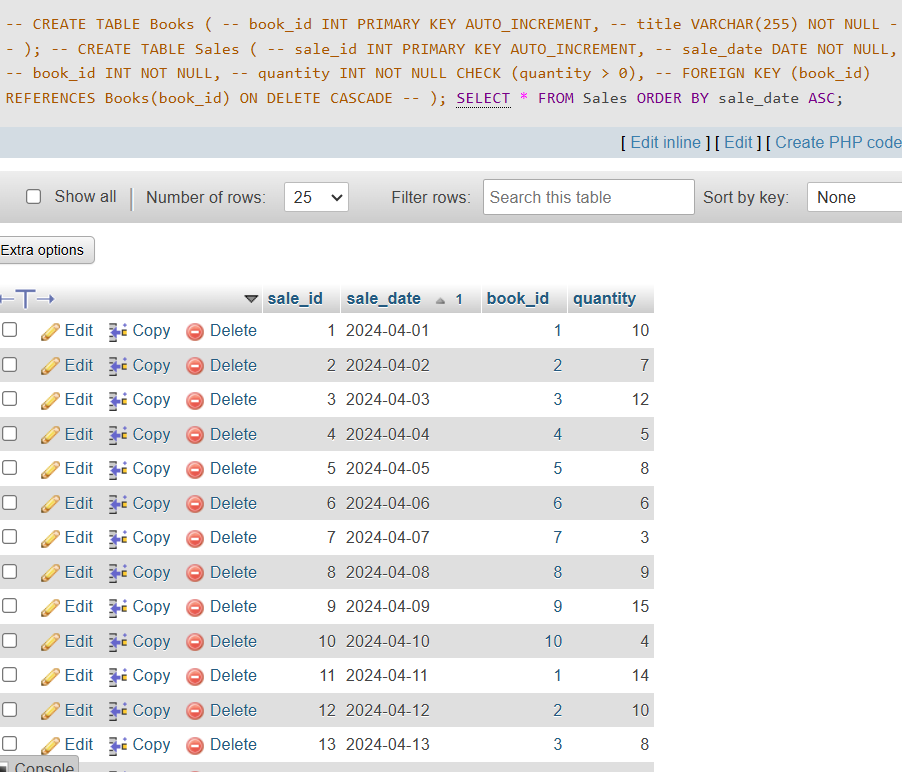 -- CREATE TABLE Books ( -- book_id INT PRIMARY KEY AUTO_INCREMENT, -- title VARCHAR(255) NOT NULL -
- ); -- CREATE TABLE Sales ( -- sale_id INT PRIMARY KEY AUTO_INCREMENT, -- sale_date DATE NOT NULL,
-- book_id INT NOT NULL, -- quantity INT NOT NULL CHECK (quantity > 0), -- FOREIGN KEY (book_id)
REFERENCES Books(book_id) ON DELETE CASCADE -- ); SELECT * FROM Sales ORDER BY sale_date ASC;
[ Edit inline ] [ Edit ] [ Create PHP code
Show all Number of rows: 25 Filter rows: Search this table Sort by key: None
Extra options
←T→ sale_id sale_date 1 book_id quantity
Edit Copy Delete 1 2024-04-01 1 10
Edit Copy Delete 2 2024-04-02 2 7
Edit Copy Delete 3 2024-04-03 3 12
Edit Copy Delete 4 2024-04-04 4 5
Edit Copy Delete 5 2024-04-05 5 8
Edit Copy Delete 6 2024-04-06 6 6
Edit Copy Delete 7 2024-04-07 7 3
Edit Copy Delete 8 2024-04-08 8 9
Edit Copy Delete 9 2024-04-09 9 15
Edit Copy Delete 10 2024-04-10 10 4
Edit Copy Delete 11 2024-04-11 1 14
Edit Copy Delete 12 2024-04-12 2 10
Edit Copy Delete 13 2024-04-13 3 8
Console